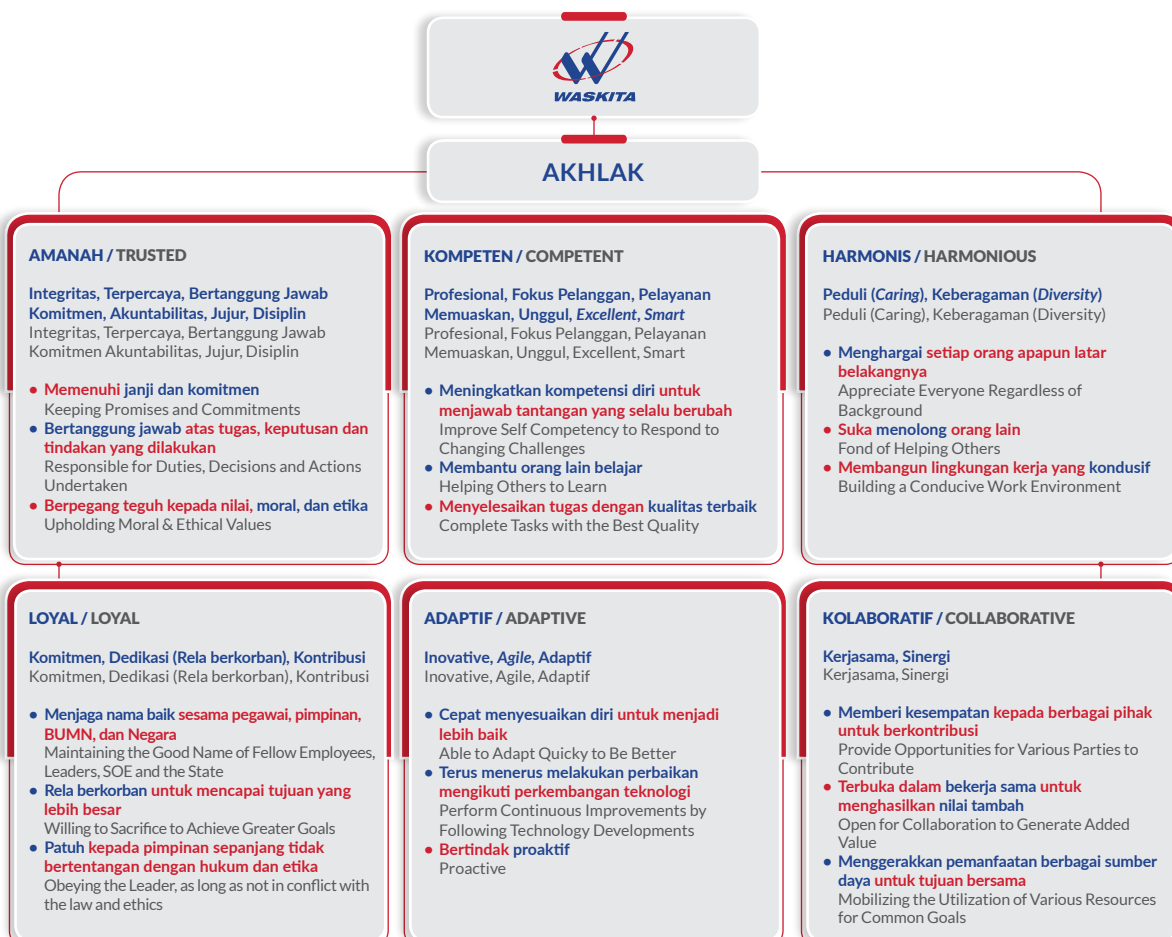 WASKITA
AKHLAK
AMANAH / TRUSTED
Integritas, Terpercaya, Bertanggung Jawab
Komitmen, Akuntabilitas, Jujur, Disiplin
Integritas, Terpercaya, Bertanggung Jawab
Komitmen Akuntabilitas, Jujur, Disiplin
• Memenuhi janji dan komitmen
Keeping Promises and Commitments
• Bertanggung jawab atas tugas, keputusan dan
tindakan yang dilakukan
Responsible for Duties, Decisions and Actions
Undertaken
• Berpegang teguh kepada nilai, moral, dan etika
Upholding Moral & Ethical Values
KOMPETEN / COMPETENT
Profesional, Fokus Pelanggan, Pelayanan
Memuaskan, Unggul, Excellent, Smart
Profesional, Fokus Pelanggan, Pelayanan
Memuaskan, Unggul, Excellent, Smart
• Meningkatkan kompetensi diri untuk
menjawab tantangan yang selalu berubah
Improve Self Competency to Respond to
Changing Challenges
• Membantu orang lain belajar
Helping Others to Learn
• Menyelesaikan tugas dengan kualitas terbaik
Complete Tasks with the Best Quality
HARMONIS / HARMONIOUS
Peduli (Caring), Keberagaman (Diversity)
Peduli (Caring), Keberagaman (Diversity)
• Menghargai setiap orang apapun latar
belakangnya
Appreciate Everyone Regardless of
Background
• Suka menolong orang lain
Fond of Helping Others
• Membangun lingkungan kerja yang kondusif
Building a Conducive Work Environment
LOYAL / LOYAL
Komitmen, Dedikasi (Rela berkorban), Kontribusi
Komitmen, Dedikasi (Rela berkorban), Kontribusi
• Menjaga nama baik sesama pegawai, pimpinan,
BUMN, dan Negara
Maintaining the Good Name of Fellow Employees,
Leaders, SOE and the State
• Rela berkorban untuk mencapai tujuan yang
lebih besar
Willing to Sacrifice to Achieve Greater Goals
• Patuh kepada pimpinan sepanjang tidak
bertentangan dengan hukum dan etika
Obeying the Leader, as long as not in conflict with
the law and ethics
ADAPTIF / ADAPTIVE
Inovative, Agile, Adaptif
Inovative, Agile, Adaptif
• Cepat menyesuaikan diri untuk menjadi
lebih baik
Able to Adapt Quicky to Be Better
• Terus menerus melakukan perbaikan
mengikuti perkembangan teknologi
Perform Continuous Improvements by
Following Technology Developments
• Bertindak proaktif
Proactive
KOLABORATIF / COLLABORATIVE
Kerjasama, Sinergi
Kerjasama, Sinergi
• Memberi kesempatan kepada berbagai pihak
untuk berkontribusi
Provide Opportunities for Various Parties to
Contribute
• Terbuka dalam bekerja sama untuk
menghasilkan nilai tambah
Open for Collaboration to Generate Added
Value
• Menggerakkan pemanfaatan berbagai sumber
daya untuk tujuan bersama
Mobilizing the Utilization of Various Resources
for Common Goals